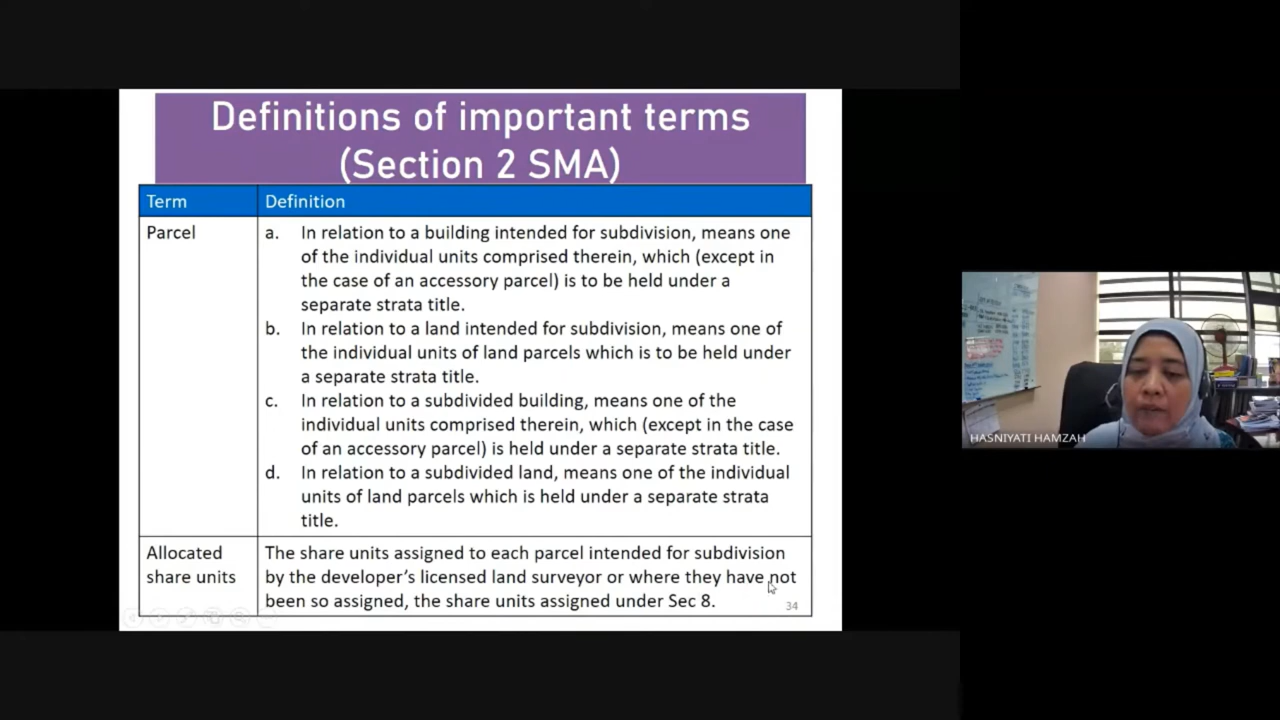 Definitions of important terms
(Section 2 SMA)
Term
Definition
Parcel
a. In relation to a building intended for subdivision, means one
of the individual units comprised therein, which (except in
the case of an accessory parcel) is to be held under a
separate strata title.
b. In relation to a land intended for subdivision, means one of
the individual units of land parcels which is to be held under
a separate strata title.
c. In relation to a subdivided building, means one of the
individual units comprised therein, which (except in the case
of an accessory parcel) is held under a separate strata title.
d. In relation to a subdivided land, means one of the individual
units of land parcels which is held under a separate strata
title.
Allocated
share units
The share units assigned to each parcel intended for subdivision
by the developer's licensed land surveyor or where they have not
been so assigned, the share units assigned under Sec 8.
34
HASNIYATI HAMZAH